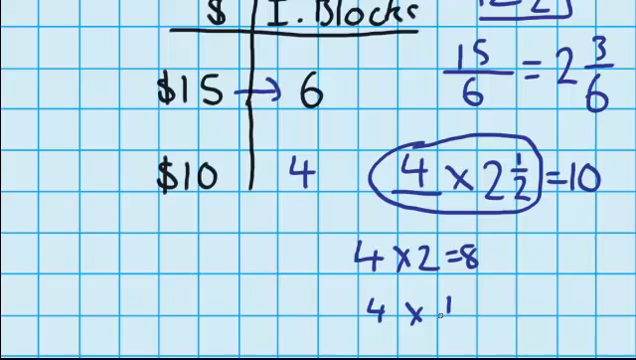 $ I. Blocks
$15 → 6
15/6 = 2 3/6
$10 4
4 × 2 1/2 = 10
4 × 2 = 8
4 × 1